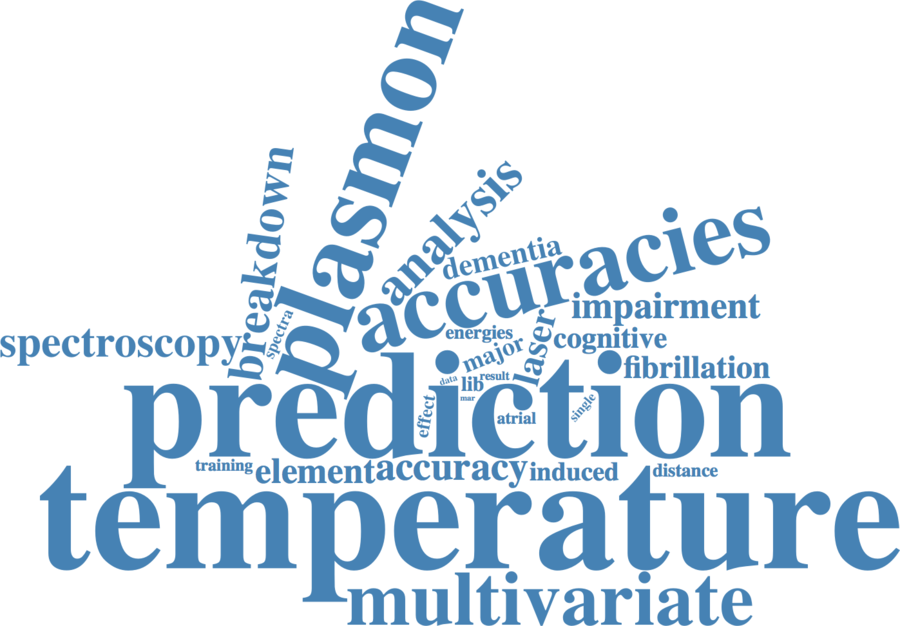 plasmon
breakdown
analysis
dementia
accuracies
spectra
impairment
energies
laser
cognitive
spectroscopy
major
fibrillation
data
lib
result
mar
prediction
effect
atrial
single
training
element
accuracy
induced
distance
temperature
multivariate